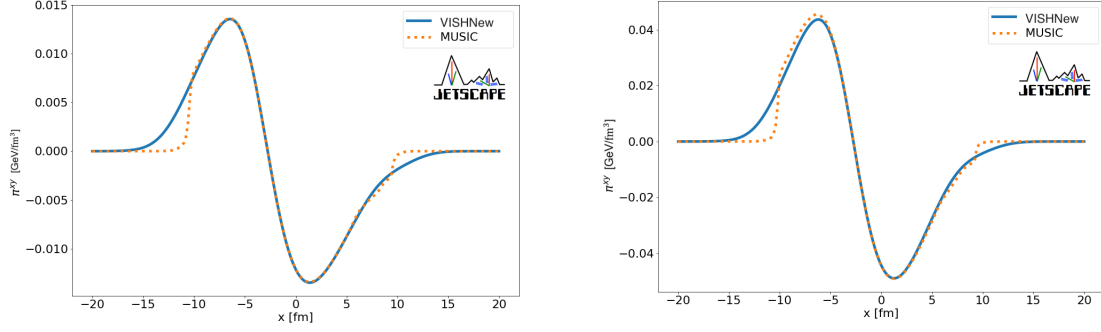 0.015
0.010
0.005
0.000
−0.005
−0.010
π^{xy} [GeV/fm³]
−20 −15 −10 −5 0 5 10 15 20
x [fm]
VISHNew
MUSIC
JETSCAPE
0.04
0.02
0.00
−0.02
−0.04
π^{xy} [GeV/fm³]
−20 −15 −10 −5 0 5 10 15 20
x [fm]
VISHNew
MUSIC
JETSCAPE